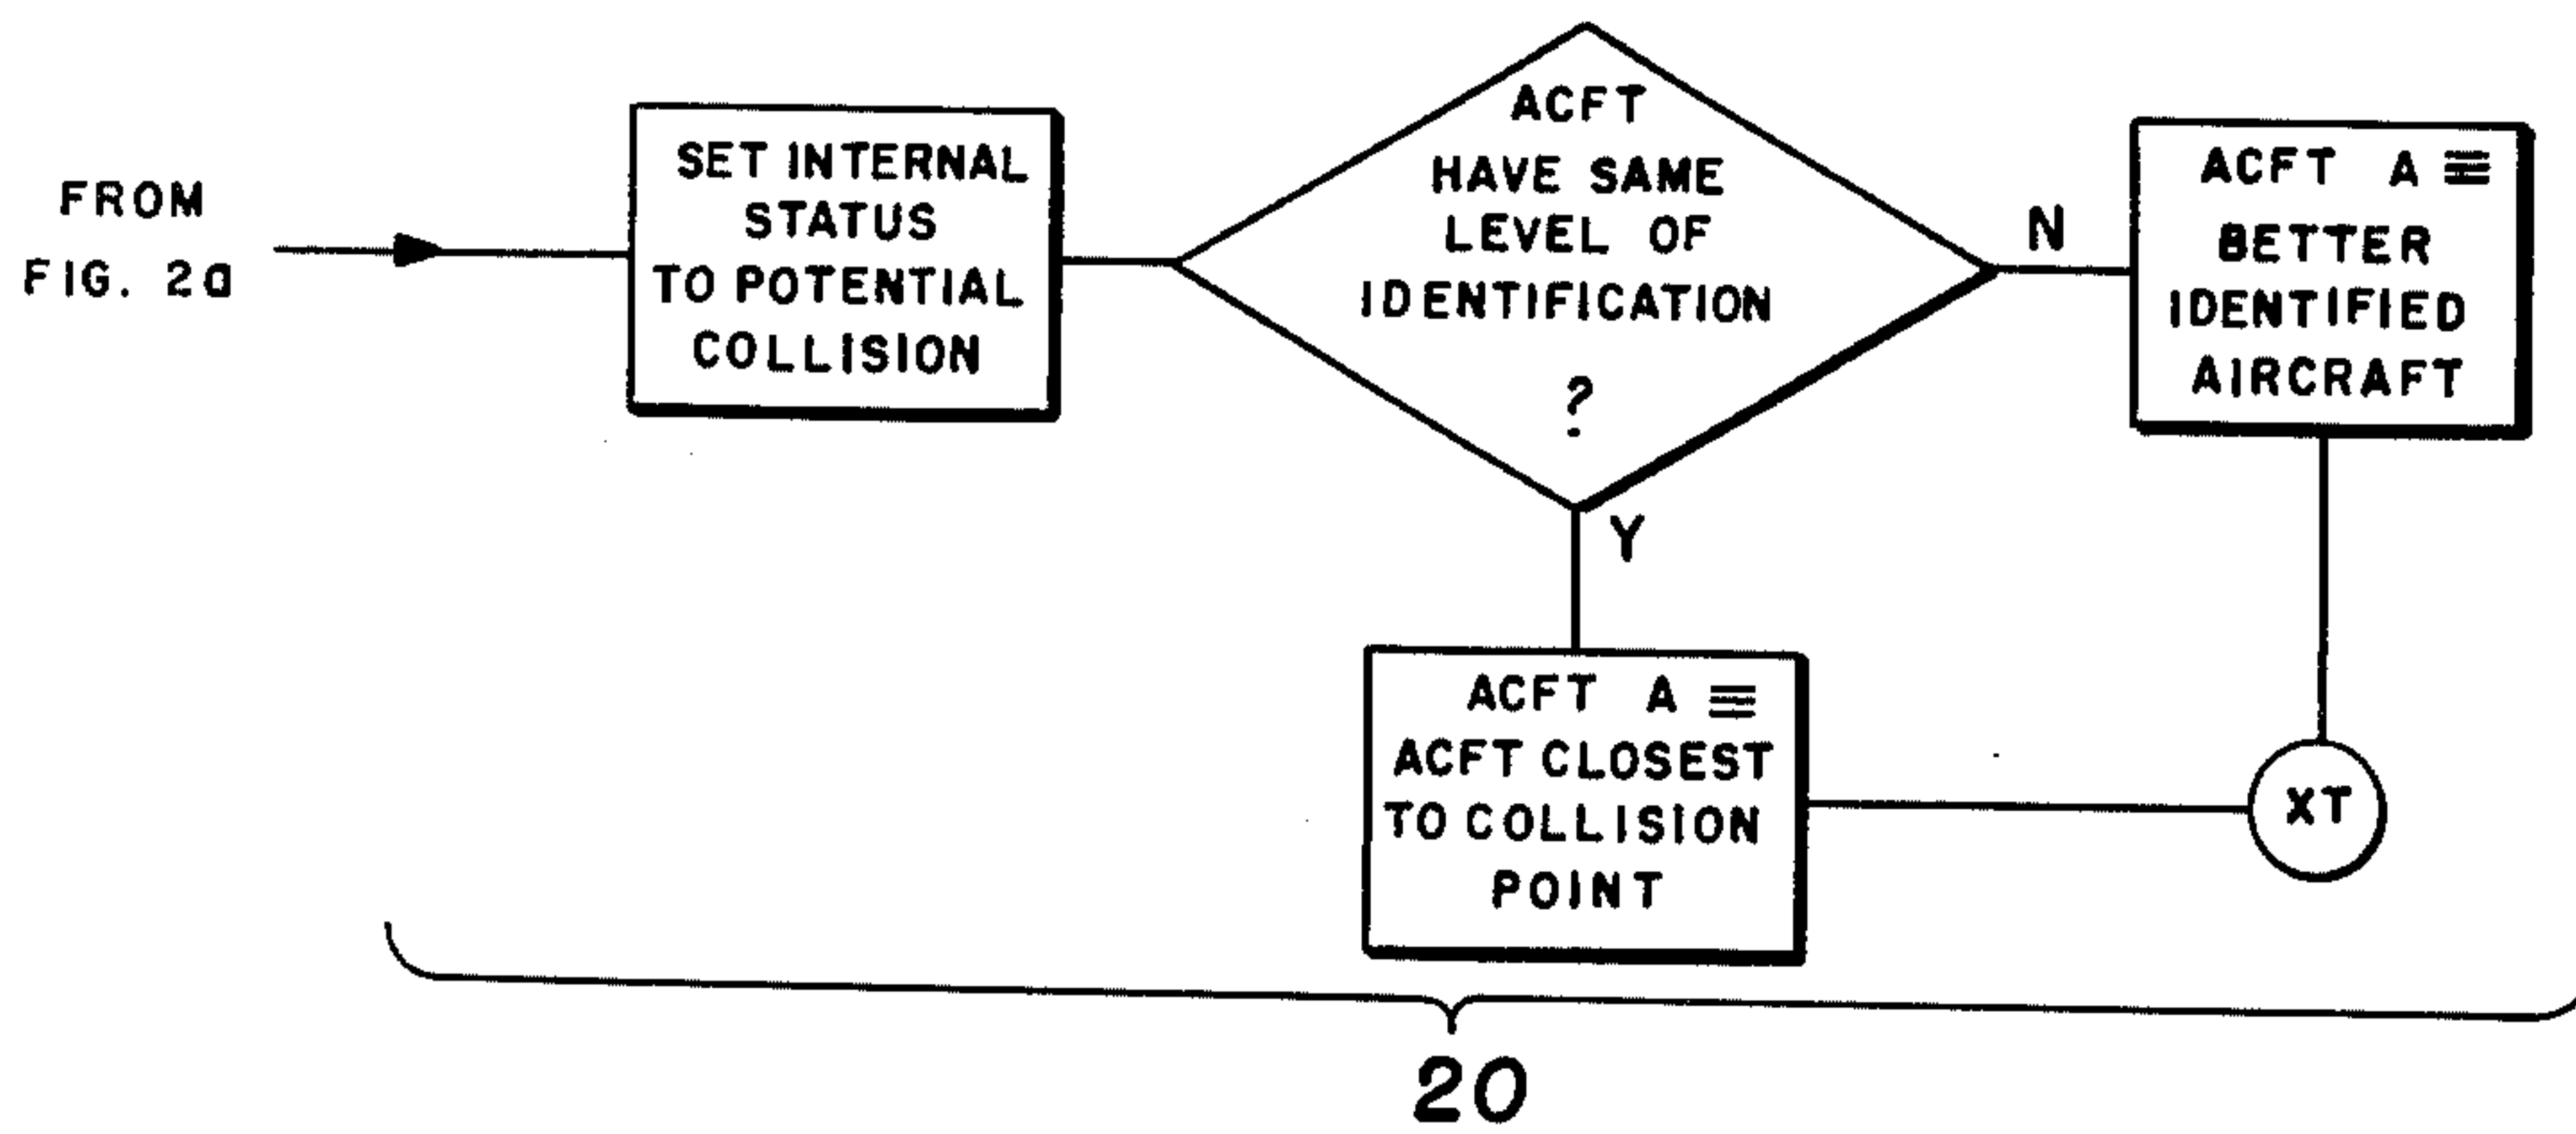 FROM
FIG. 2a
SET INTERNAL
STATUS
TO POTENTIAL
COLLISION
ACFT
HAVE SAME
LEVEL OF
IDENTIFICATION
?
N
ACFT A ≡
BETTER
IDENTIFIED
AIRCRAFT
Y
ACFT A ≡
ACFT CLOSEST
TO COLLISION
POINT
XT
20